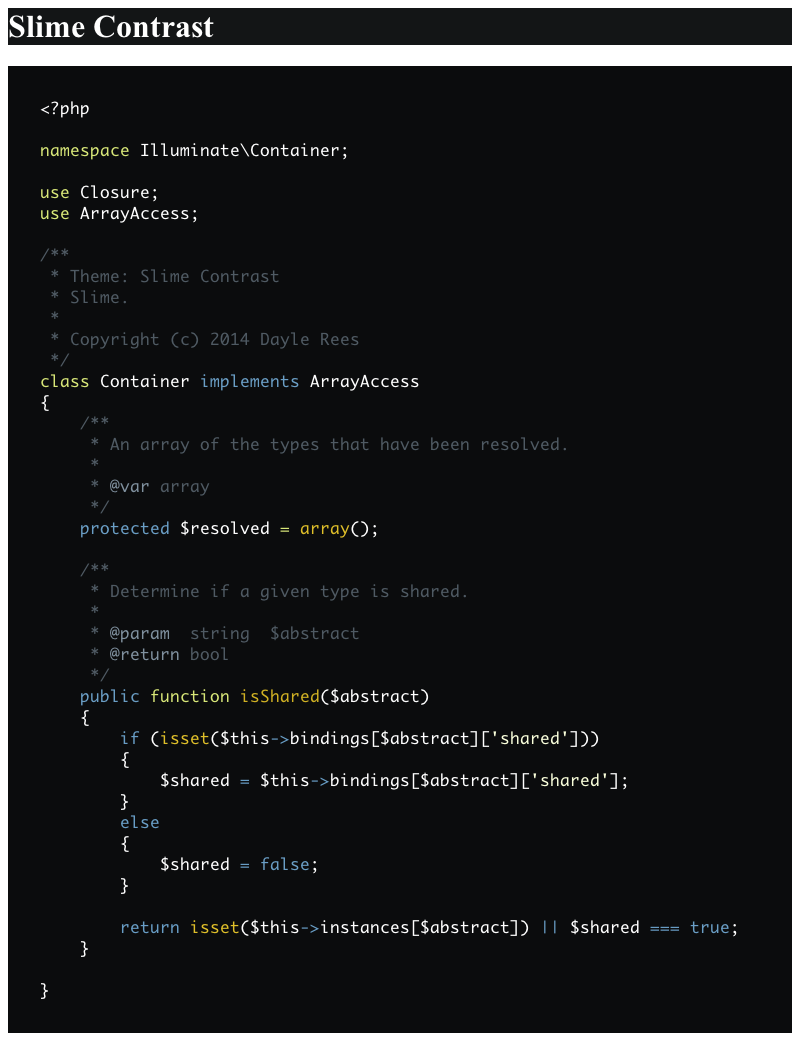 Slime Contrast
<?php
namespace Illuminate\Container;
use Closure;
use ArrayAccess;
/**
 * Theme: Slime Contrast
 * Slime.
 *
 * Copyright (c) 2014 Dayle Rees
 */
class Container implements ArrayAccess
{
    /**
     * An array of the types that have been resolved.
     *
     * @var array
     */
    protected $resolved = array();
    /**
     * Determine if a given type is shared.
     *
     * @param  string  $abstract
     * @return bool
     */
    public function isShared($abstract)
    {
        if (isset($this->bindings[$abstract]['shared']))
        {
            $shared = $this->bindings[$abstract]['shared'];
        }
        else
        {
            $shared = false;
        }
        return isset($this->instances[$abstract]) || $shared === true;
    }
}